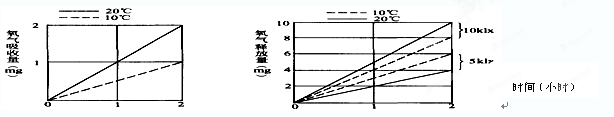 20℃
10℃
氧气吸收量(mg)
2
1
0 1 2
10℃
20℃
氧气释放量(mg)
10
8
6
4
2
0 1 2
10klx
5klx
时间(小时)